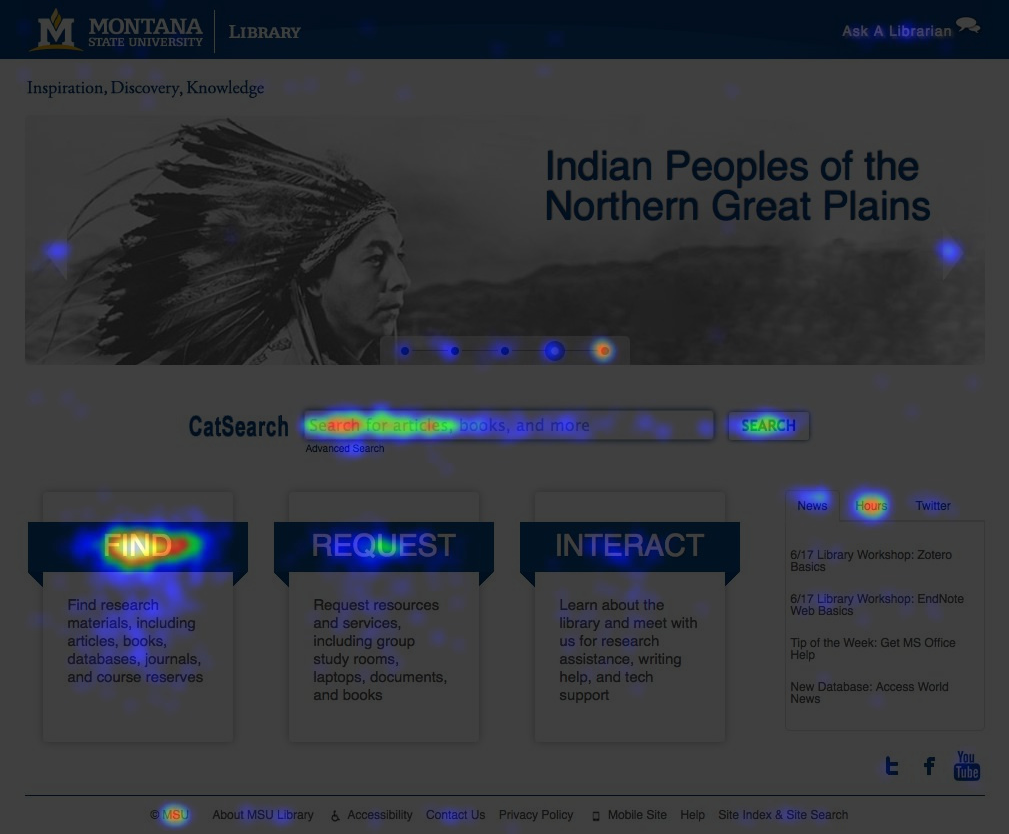 MONTANA
STATE UNIVERSITY
LIBRARY
Ask A Librarian
Inspiration, Discovery, Knowledge
Indian Peoples of the
Northern Great Plains
CatSearch
Search for articles, books, and more
SEARCH
Advanced Search
FIND
Find research
materials, including
articles, books,
databases, journals,
and course reserves
REQUEST
Request resources
and services,
including group
study rooms,
laptops, documents,
and books
INTERACT
Learn about the
library and meet with
us for research
assistance, writing
help, and tech
support
News Hours Twitter
6/17 Library Workshop: Zotero
Basics
6/17 Library Workshop: EndNote
Web Basics
Tip of the Week: Get MS Office
Help
New Database: Access World
News
You
Tube
© MSU About MSU Library Accessibility Contact Us Privacy Policy Mobile Site Help Site Index & Site Search